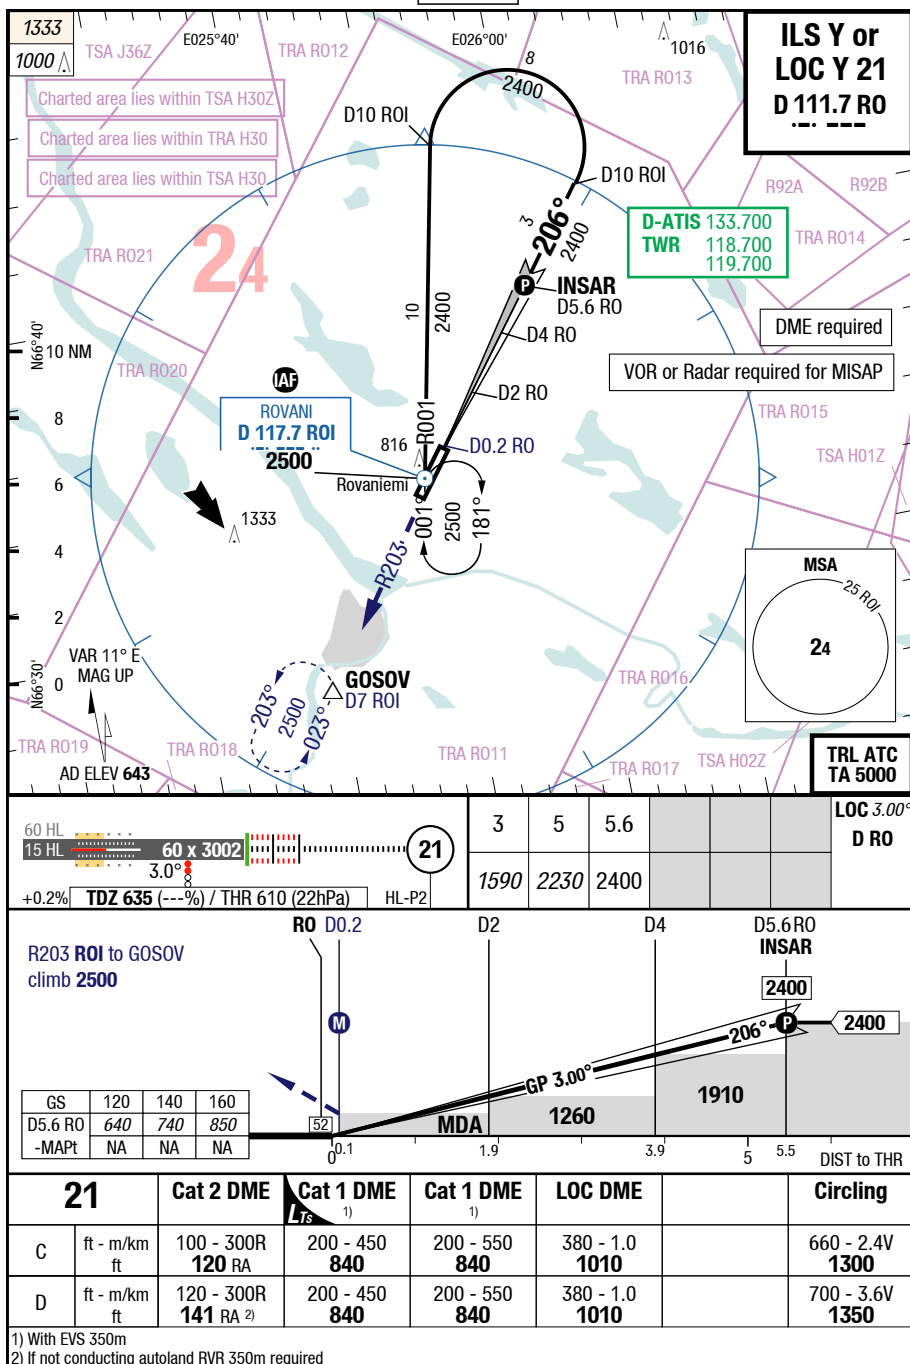 1333
1000
TSA J36Z
E025°40'
TRA R012
E026°00'
1016
TRA R013
8
2400
ILS Y or
LOC Y 21
D 111.7 RO
Charted area lies within TSA H30Z
Charted area lies within TRA H30
Charted area lies within TSA H30
D10 ROI
D10 ROI
R92A
R92B
D-ATIS 133.700
TWR 118.700
119.700
TRA R014
TRA R021
24
3
206°
2400
P
INSAR
D5.6 RO
10
2400
D4 RO
DME required
N66°40'
10 NM
TRA R020
VOR or Radar required for MISAP
IAF
ROVANI
D 117.7 ROI
2500
D2 RO
TRA R015
8
816
R001
D0.2 RO
TSA H01Z
6
Rovaniemi
1333
001°
2500
181°
4
R203
MSA
25 ROI
24
2
VAR 11° E
MAG UP
N66°30'
0
GOSOV
D7 ROI
203°
2500
023°
TRA R016
TRA R019
TRA R018
TRA R011
TRA R017
TSA H02Z
AD ELEV 643
TRL ATC
TA 5000
60 HL
15 HL
60 x 3002
3.0°
21
+0.2%
TDZ 635 (---%) / THR 610 (22hPa)
HL-P2
3 5 5.6
1590 2230 2400
LOC 3.00°
D RO
R203 ROI to GOSOV
climb 2500
RO D0.2 D2 D4 D5.6RO
INSAR
2400
M
206°
P
2400
GP 3.00°
1910
1260
MDA
52
GS 120 140 160
D5.6 RO 640 740 850
-MAPt NA NA NA
0 0.1 1.9 3.9 5 5.5 DIST to THR
21 Cat 2 DME Cat 1 DME Cat 1 DME LOC DME Circling
LTS 1) 1)
C ft - m/km 100 - 300R 200 - 450 200 - 550 380 - 1.0 660 - 2.4V
ft 120 RA 840 840 1010 1300
D ft - m/km 120 - 300R 200 - 450 200 - 550 380 - 1.0 700 - 3.6V
ft 141 RA 2) 840 840 1010 1350
1) With EVS 350m
2) If not conducting autoland RVR 350m required